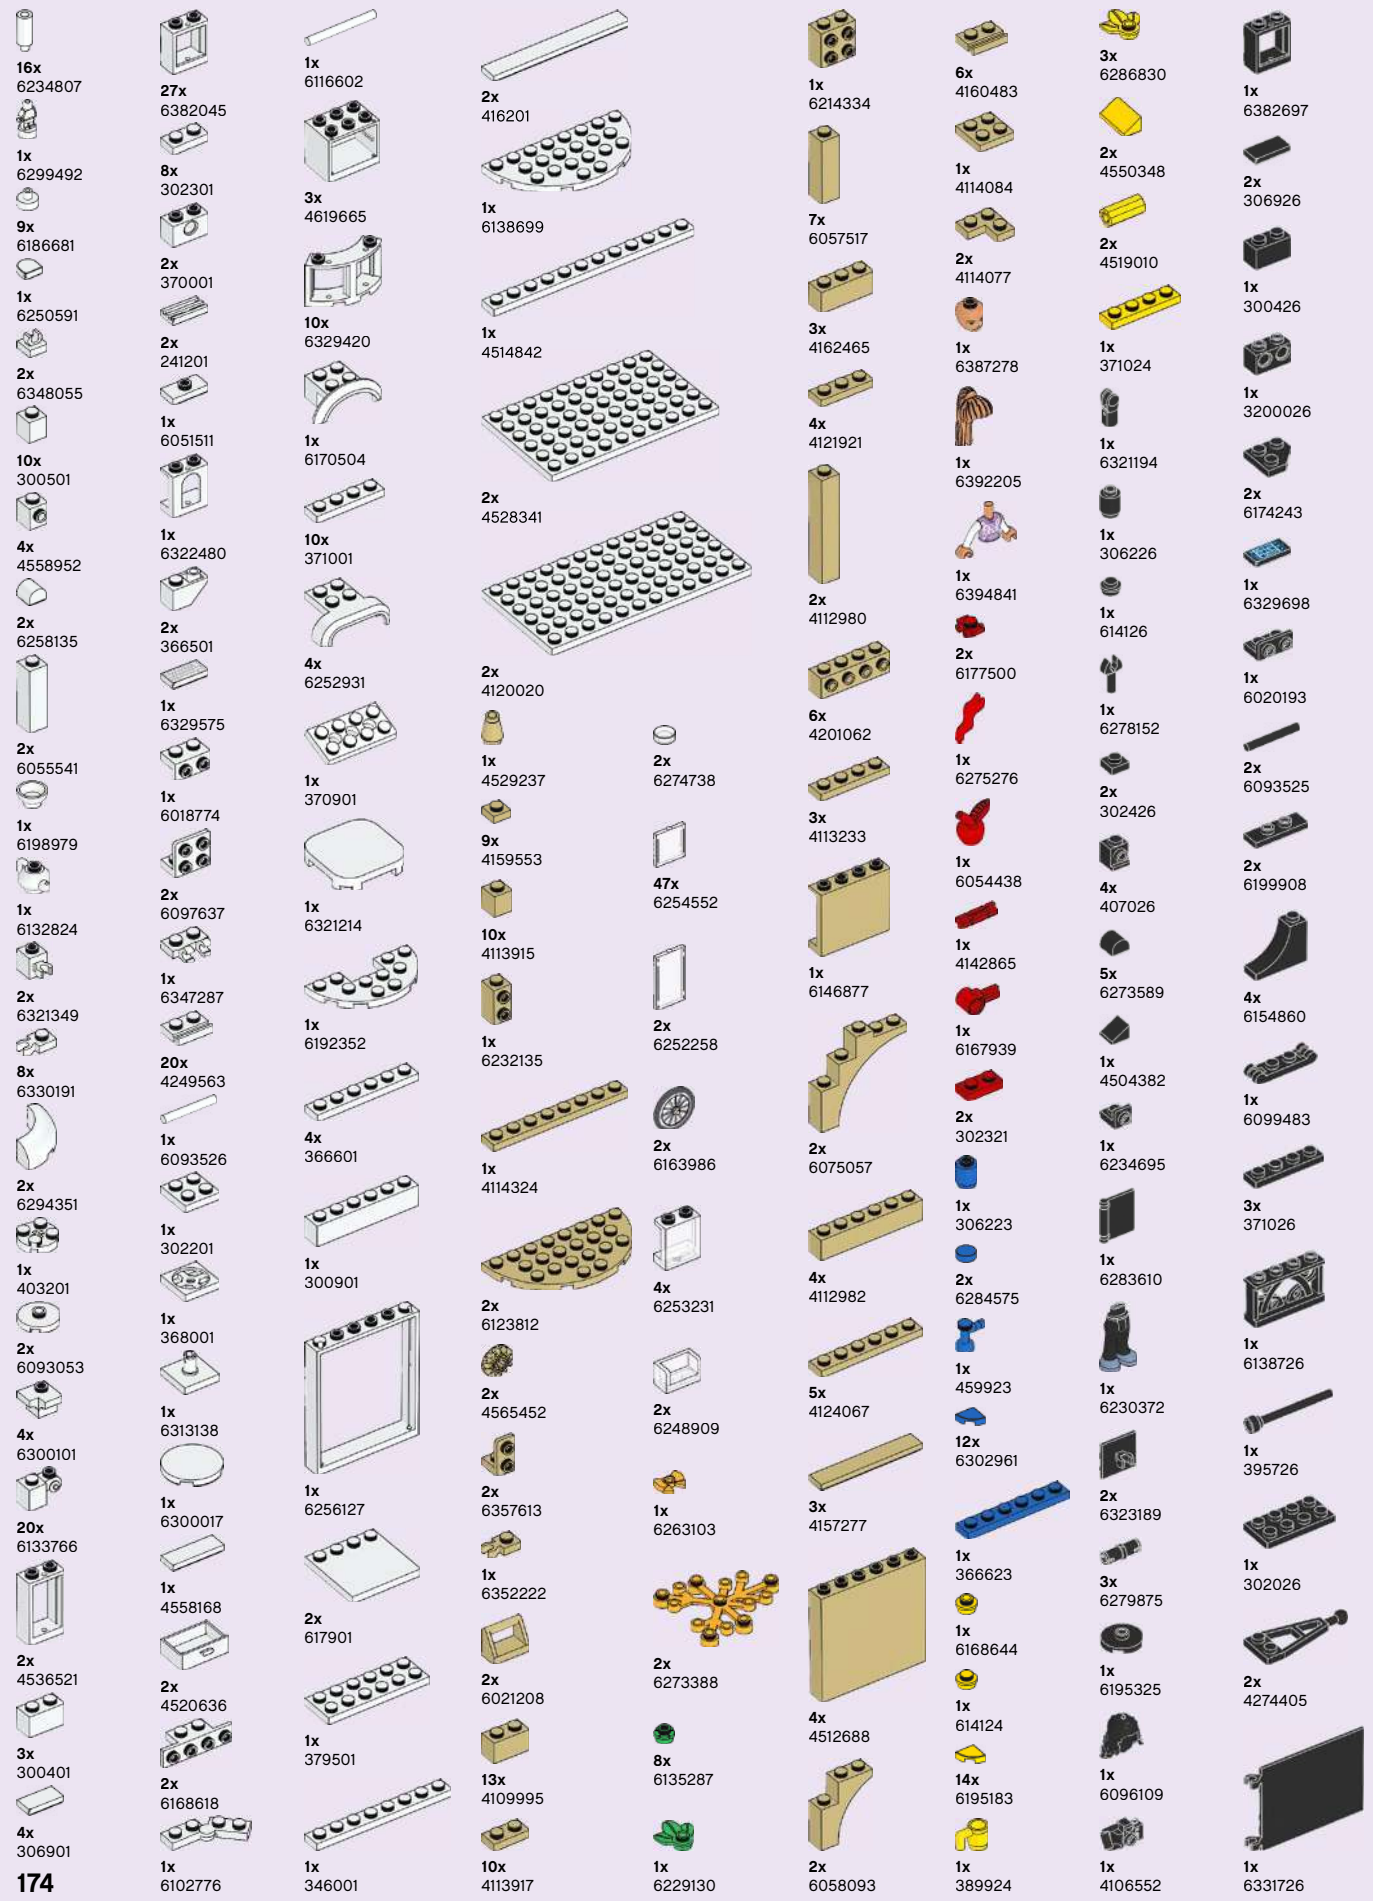 16x
6234807
1x
6299492
9x
6186681
1x
6250591
2x
6348055
10x
300501
4x
4558952
2x
6258135
2x
6055541
1x
6198979
1x
6132824
2x
6321349
8x
6330191
2x
6294351
1x
403201
2x
6093053
4x
6300101
20x
6133766
2x
4536521
3x
300401
4x
306901
174
27x
6382045
8x
302301
2x
370001
2x
241201
1x
6051511
1x
6322480
2x
366501
1x
6329575
1x
6018774
2x
6097637
1x
6347287
20x
4249563
1x
6093526
1x
302201
1x
368001
1x
6313138
1x
6300017
1x
4558168
2x
4520636
2x
6168618
1x
6102776
1x
6116602
3x
4619665
10x
6329420
1x
6170504
10x
371001
4x
6252931
1x
370901
1x
6321214
1x
6192352
4x
366601
1x
300901
1x
6256127
2x
617901
1x
379501
1x
346001
2x
416201
1x
6138699
1x
4514842
2x
4528341
2x
4120020
1x
4529237
9x
4159553
10x
4113915
1x
6232135
1x
4114324
2x
6123812
2x
4565452
2x
6357613
1x
6352222
2x
6021208
13x
4109995
10x
4113917
2x
6274738
47x
6254552
2x
6252258
2x
6163986
4x
6253231
2x
6248909
1x
6263103
2x
6273388
8x
6135287
1x
6229130
1x
6214334
7x
6057517
3x
4162465
4x
4121921
2x
4112980
6x
4201062
3x
4113233
1x
6146877
2x
6075057
4x
4112982
5x
4124067
3x
4157277
4x
4512688
2x
6058093
6x
4160483
1x
4114084
2x
4114077
1x
6387278
1x
6392205
1x
6394841
2x
6177500
1x
6275276
1x
6054438
1x
4142865
1x
6167939
2x
302321
1x
306223
2x
6284575
1x
459923
12x
6302961
1x
366623
1x
6168644
1x
614124
14x
6195183
1x
389924
3x
6286830
2x
4550348
2x
4519010
1x
371024
1x
6321194
1x
306226
1x
614126
1x
6278152
2x
302426
4x
407026
5x
6273589
1x
4504382
1x
6234695
1x
6283610
1x
6230372
2x
6323189
3x
6279875
1x
6195325
1x
6096109
1x
4106552
1x
6382697
2x
306926
1x
300426
1x
3200026
2x
6174243
1x
6329698
1x
6020193
2x
6093525
2x
6199908
4x
6154860
1x
6099483
3x
371026
1x
6138726
1x
395726
1x
302026
2x
4274405
1x
6331726